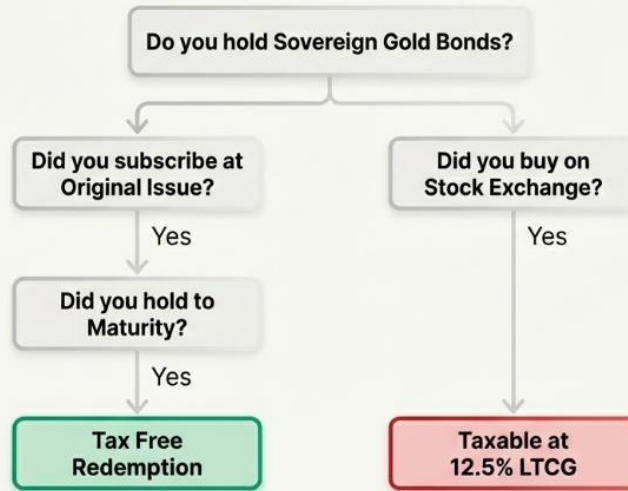 Do you hold Sovereign Gold Bonds?
Did you subscribe at
Original Issue?
Yes
Did you hold to
Maturity?
Yes
Tax Free
Redemption
Did you buy on
Stock Exchange?
Yes
Taxable at
12.5% LTCG